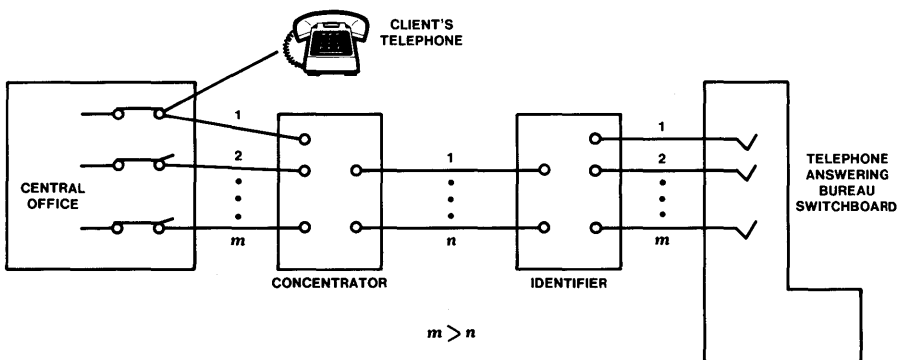 CLIENT'S
TELEPHONE
CENTRAL
OFFICE
1
2
m
CONCENTRATOR
1
n
IDENTIFIER
1
2
m
TELEPHONE
ANSWERING
BUREAU
SWITCHBOARD
m > n